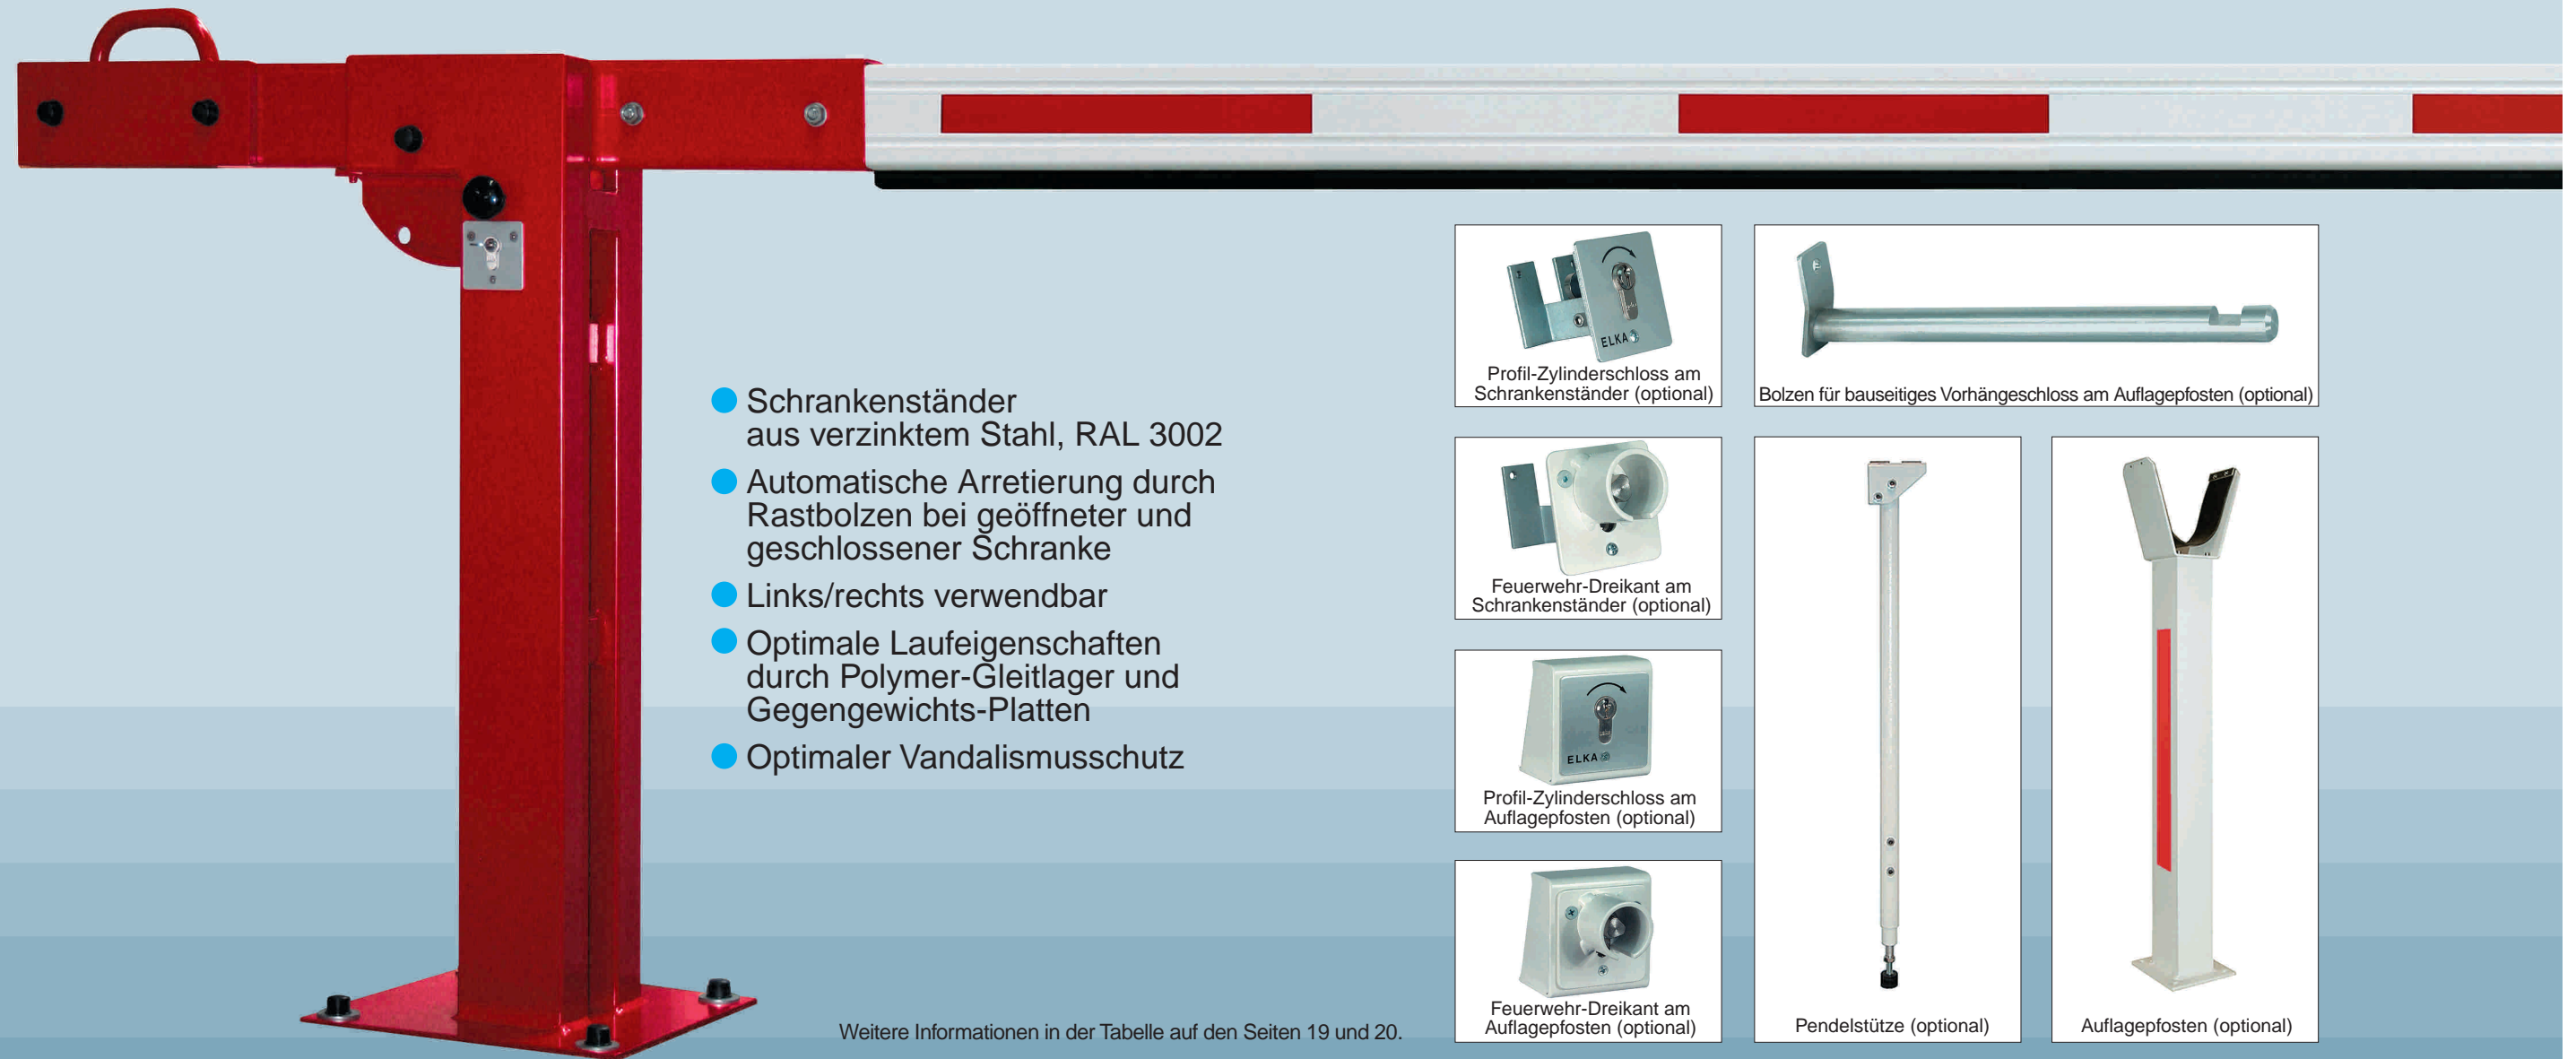 Schrankenständer
aus verzinktem Stahl, RAL 3002
Automatische Arretierung durch
Rastbolzen bei geöffneter und
geschlossener Schranke
Links/rechts verwendbar
Optimale Laufeigenschaften
durch Polymer-Gleitlager und
Gegengewichts-Platten
Optimaler Vandalismusschutz
Weitere Informationen in der Tabelle auf den Seiten 19 und 20.
ELKA
Profil-Zylinderschloss am
Schrankenständer (optional)
Bolzen für bauseitiges Vorhängeschloss am Auflagepfosten (optional)
Feuerwehr-Dreikant am
Schrankenständer (optional)
ELKA
Profil-Zylinderschloss am
Auflagepfosten (optional)
Feuerwehr-Dreikant am
Auflagepfosten (optional)
Pendelstütze (optional)
Auflagepfosten (optional)